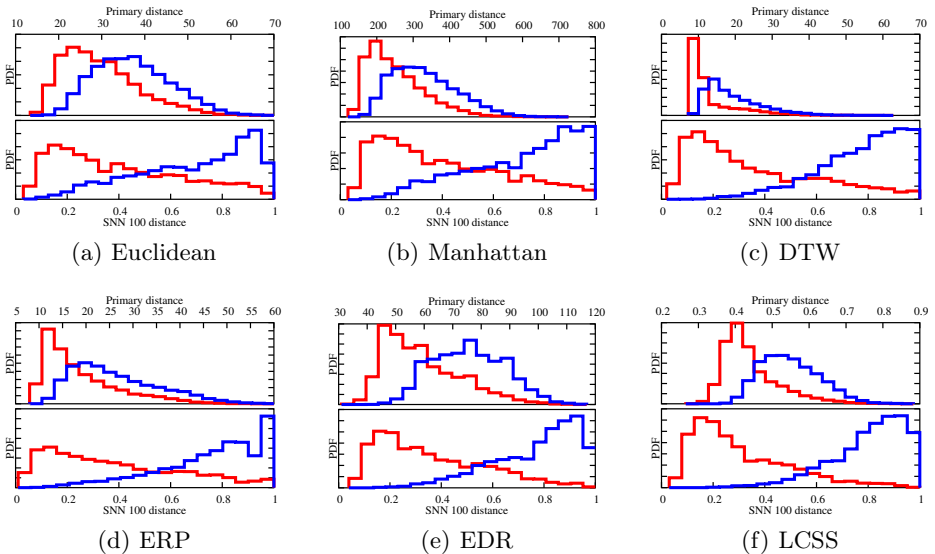 Primary distance Primary distance Primary distance
10 20 30 40 50 60 70 100 200 300 400 500 600 700 800 0 10 20 30 40 50 60 70
PDF PDF PDF
PDF PDF PDF
0.2 0.4 0.6 0.8 1 0.2 0.4 0.6 0.8 1 0.2 0.4 0.6 0.8 1
SNN 100 distance SNN 100 distance SNN 100 distance
(a) Euclidean (b) Manhattan (c) DTW
Primary distance Primary distance Primary distance
5 10 15 20 25 30 35 40 45 50 55 60 30 40 50 60 70 80 90 100 110 120 0.2 0.3 0.4 0.5 0.6 0.7 0.8 0.9
PDF PDF PDF
PDF PDF PDF
0 0.2 0.4 0.6 0.8 1 0.2 0.4 0.6 0.8 1 0.2 0.4 0.6 0.8 1
SNN 100 distance SNN 100 distance SNN 100 distance
(d) ERP (e) EDR (f) LCSS